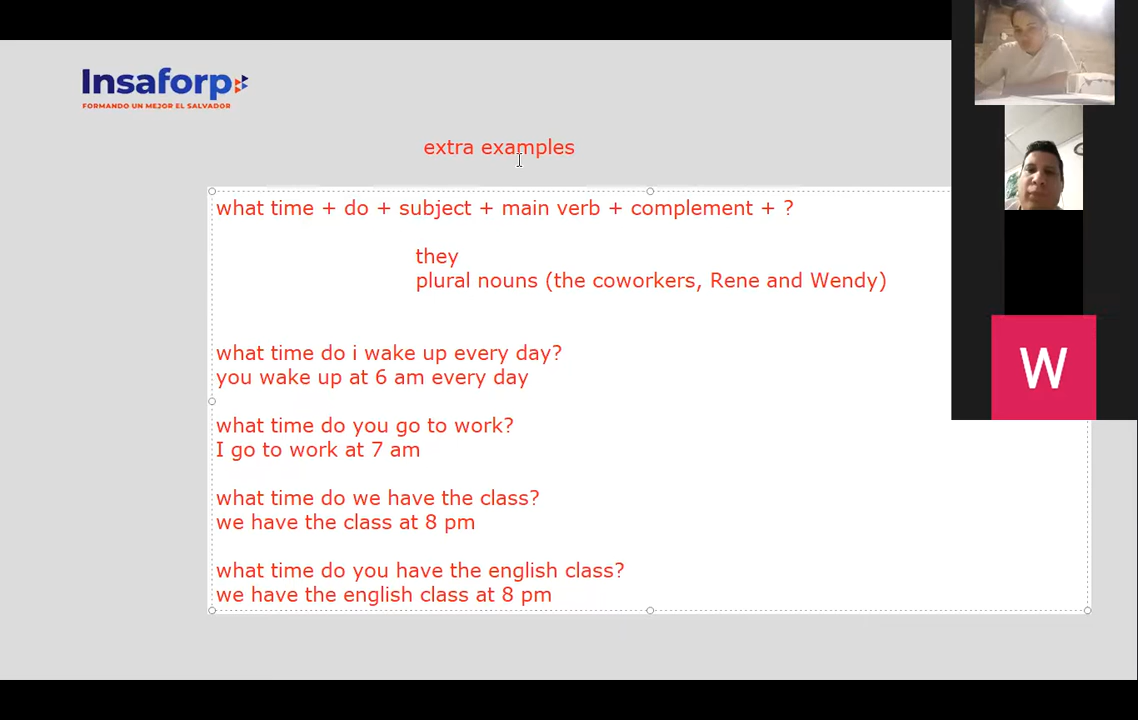 Insaforp
FORMANDO UN MEJOR EL SALVADOR
extra examples
what time + do + subject + main verb + complement + ?
they
plural nouns (the coworkers, Rene and Wendy)
what time do i wake up every day?
you wake up at 6 am every day
what time do you go to work?
I go to work at 7 am
what time do we have the class?
we have the class at 8 pm
what time do you have the english class?
we have the english class at 8 pm
W